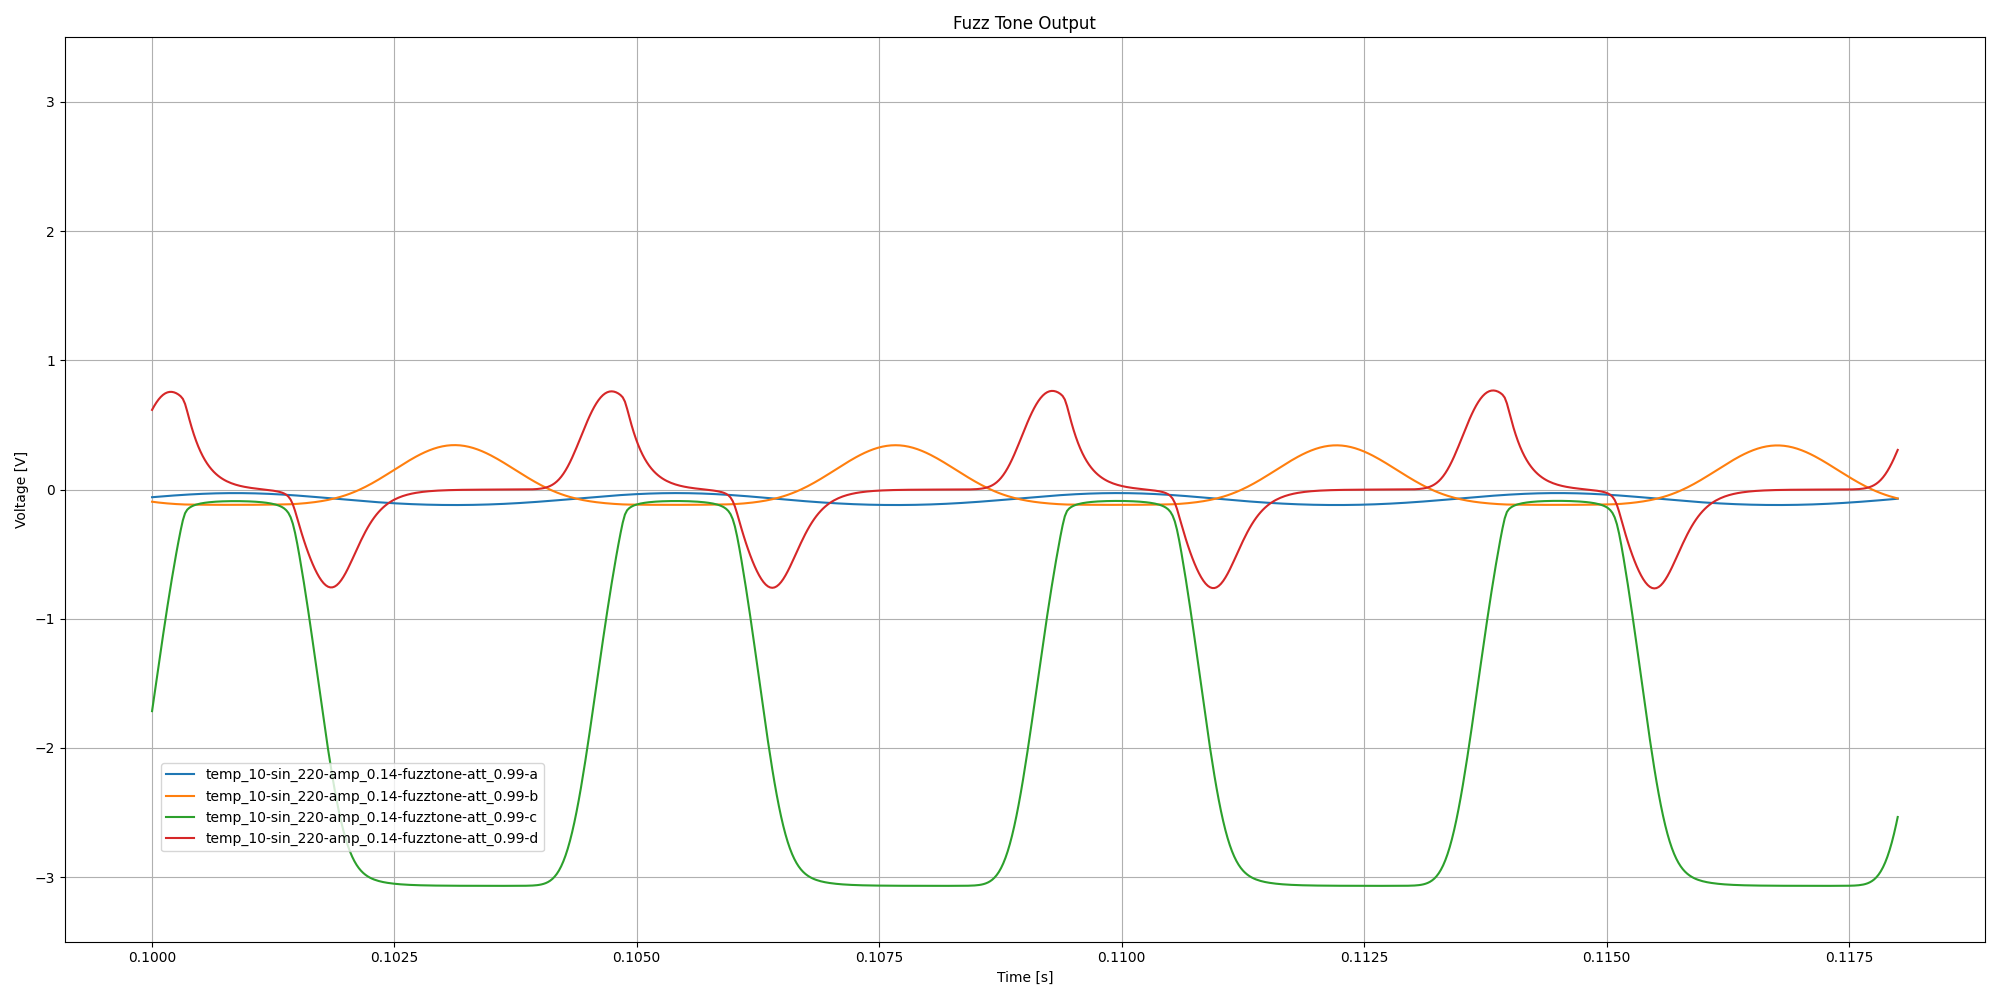 Fuzz Tone Output
Voltage [V]
3
2
1
0
−1
−2
−3
temp_10-sin_220-amp_0.14-fuzztone-att_0.99-a
temp_10-sin_220-amp_0.14-fuzztone-att_0.99-b
temp_10-sin_220-amp_0.14-fuzztone-att_0.99-c
temp_10-sin_220-amp_0.14-fuzztone-att_0.99-d
0.1000 0.1025 0.1050 0.1075 0.1100 0.1125 0.1150 0.1175
Time [s]